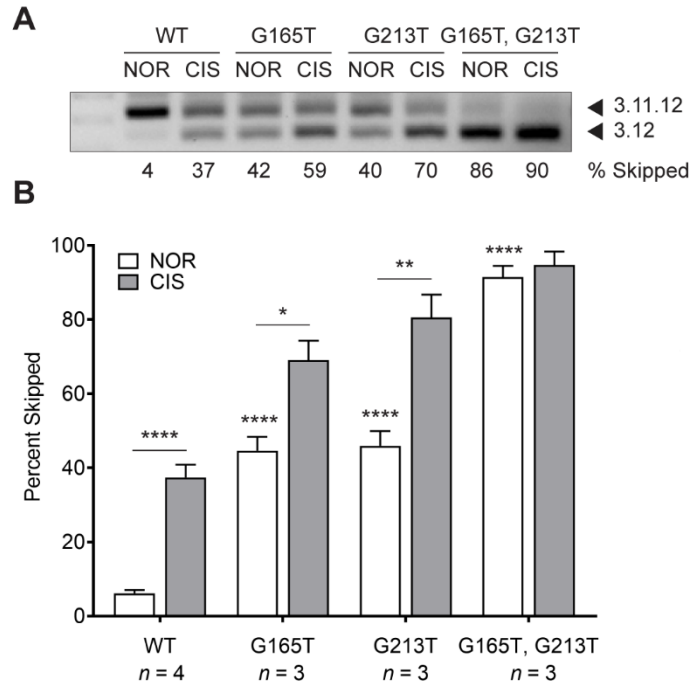 A
WT G165T G213T G165T, G213T
NOR CIS NOR CIS NOR CIS NOR CIS
3.11.12
3.12
4 37 42 59 40 70 86 90 % Skipped
B
Percent Skipped
100
80
60
40
20
0
NOR
CIS
****
****
*
****
**
****
WT G165T G213T G165T, G213T
n = 4 n = 3 n = 3 n = 3